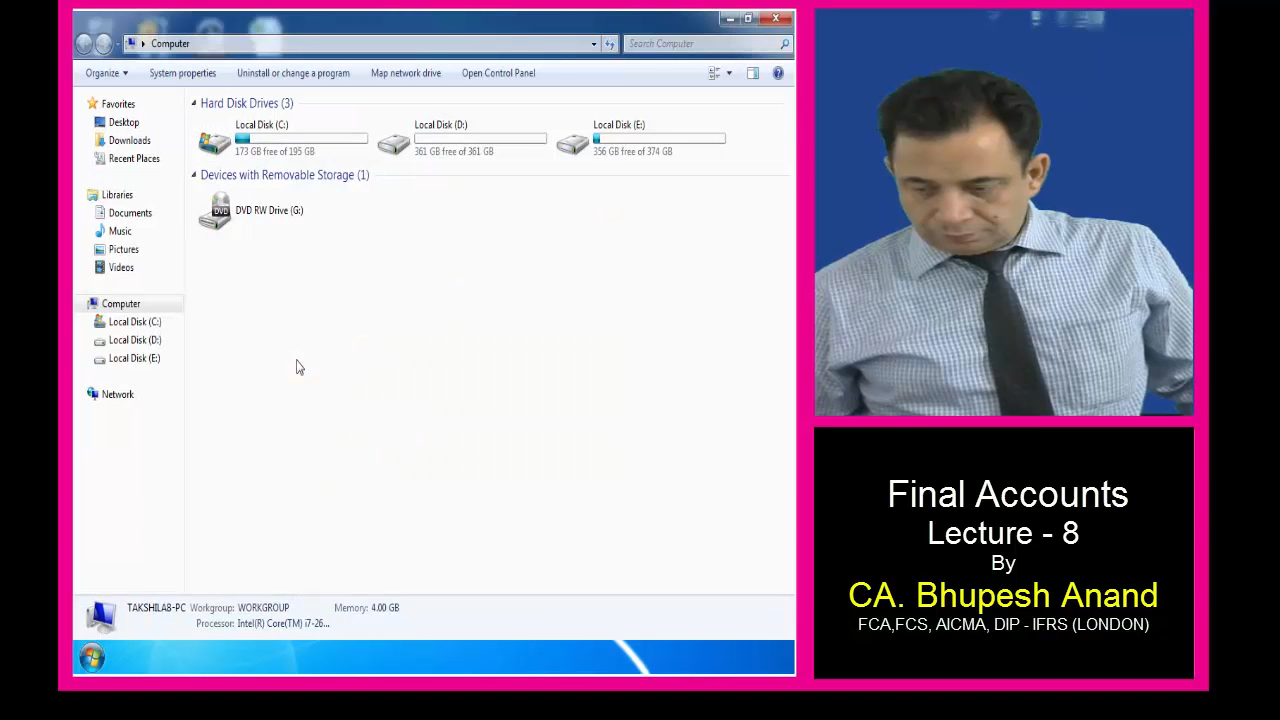 Computer
Search Computer
Organize
System properties
Uninstall or change a program
Map network drive
Open Control Panel
Favorites
Desktop
Downloads
Recent Places
Libraries
Documents
Music
Pictures
Videos
Computer
Local Disk (C:)
Local Disk (D:)
Local Disk (E:)
Network
Hard Disk Drives (3)
Local Disk (C:)
173 GB free of 195 GB
Local Disk (D:)
361 GB free of 361 GB
Local Disk (E:)
356 GB free of 374 GB
Devices with Removable Storage (1)
DVD
DVD RW Drive (G:)
TAKSHILA8-PC Workgroup: WORKGROUP Memory: 4.00 GB
Processor: Intel(R) Core(TM) i7-26...
Final Accounts
Lecture - 8
By
CA. Bhupesh Anand
FCA,FCS, AICMA, DIP - IFRS (LONDON)